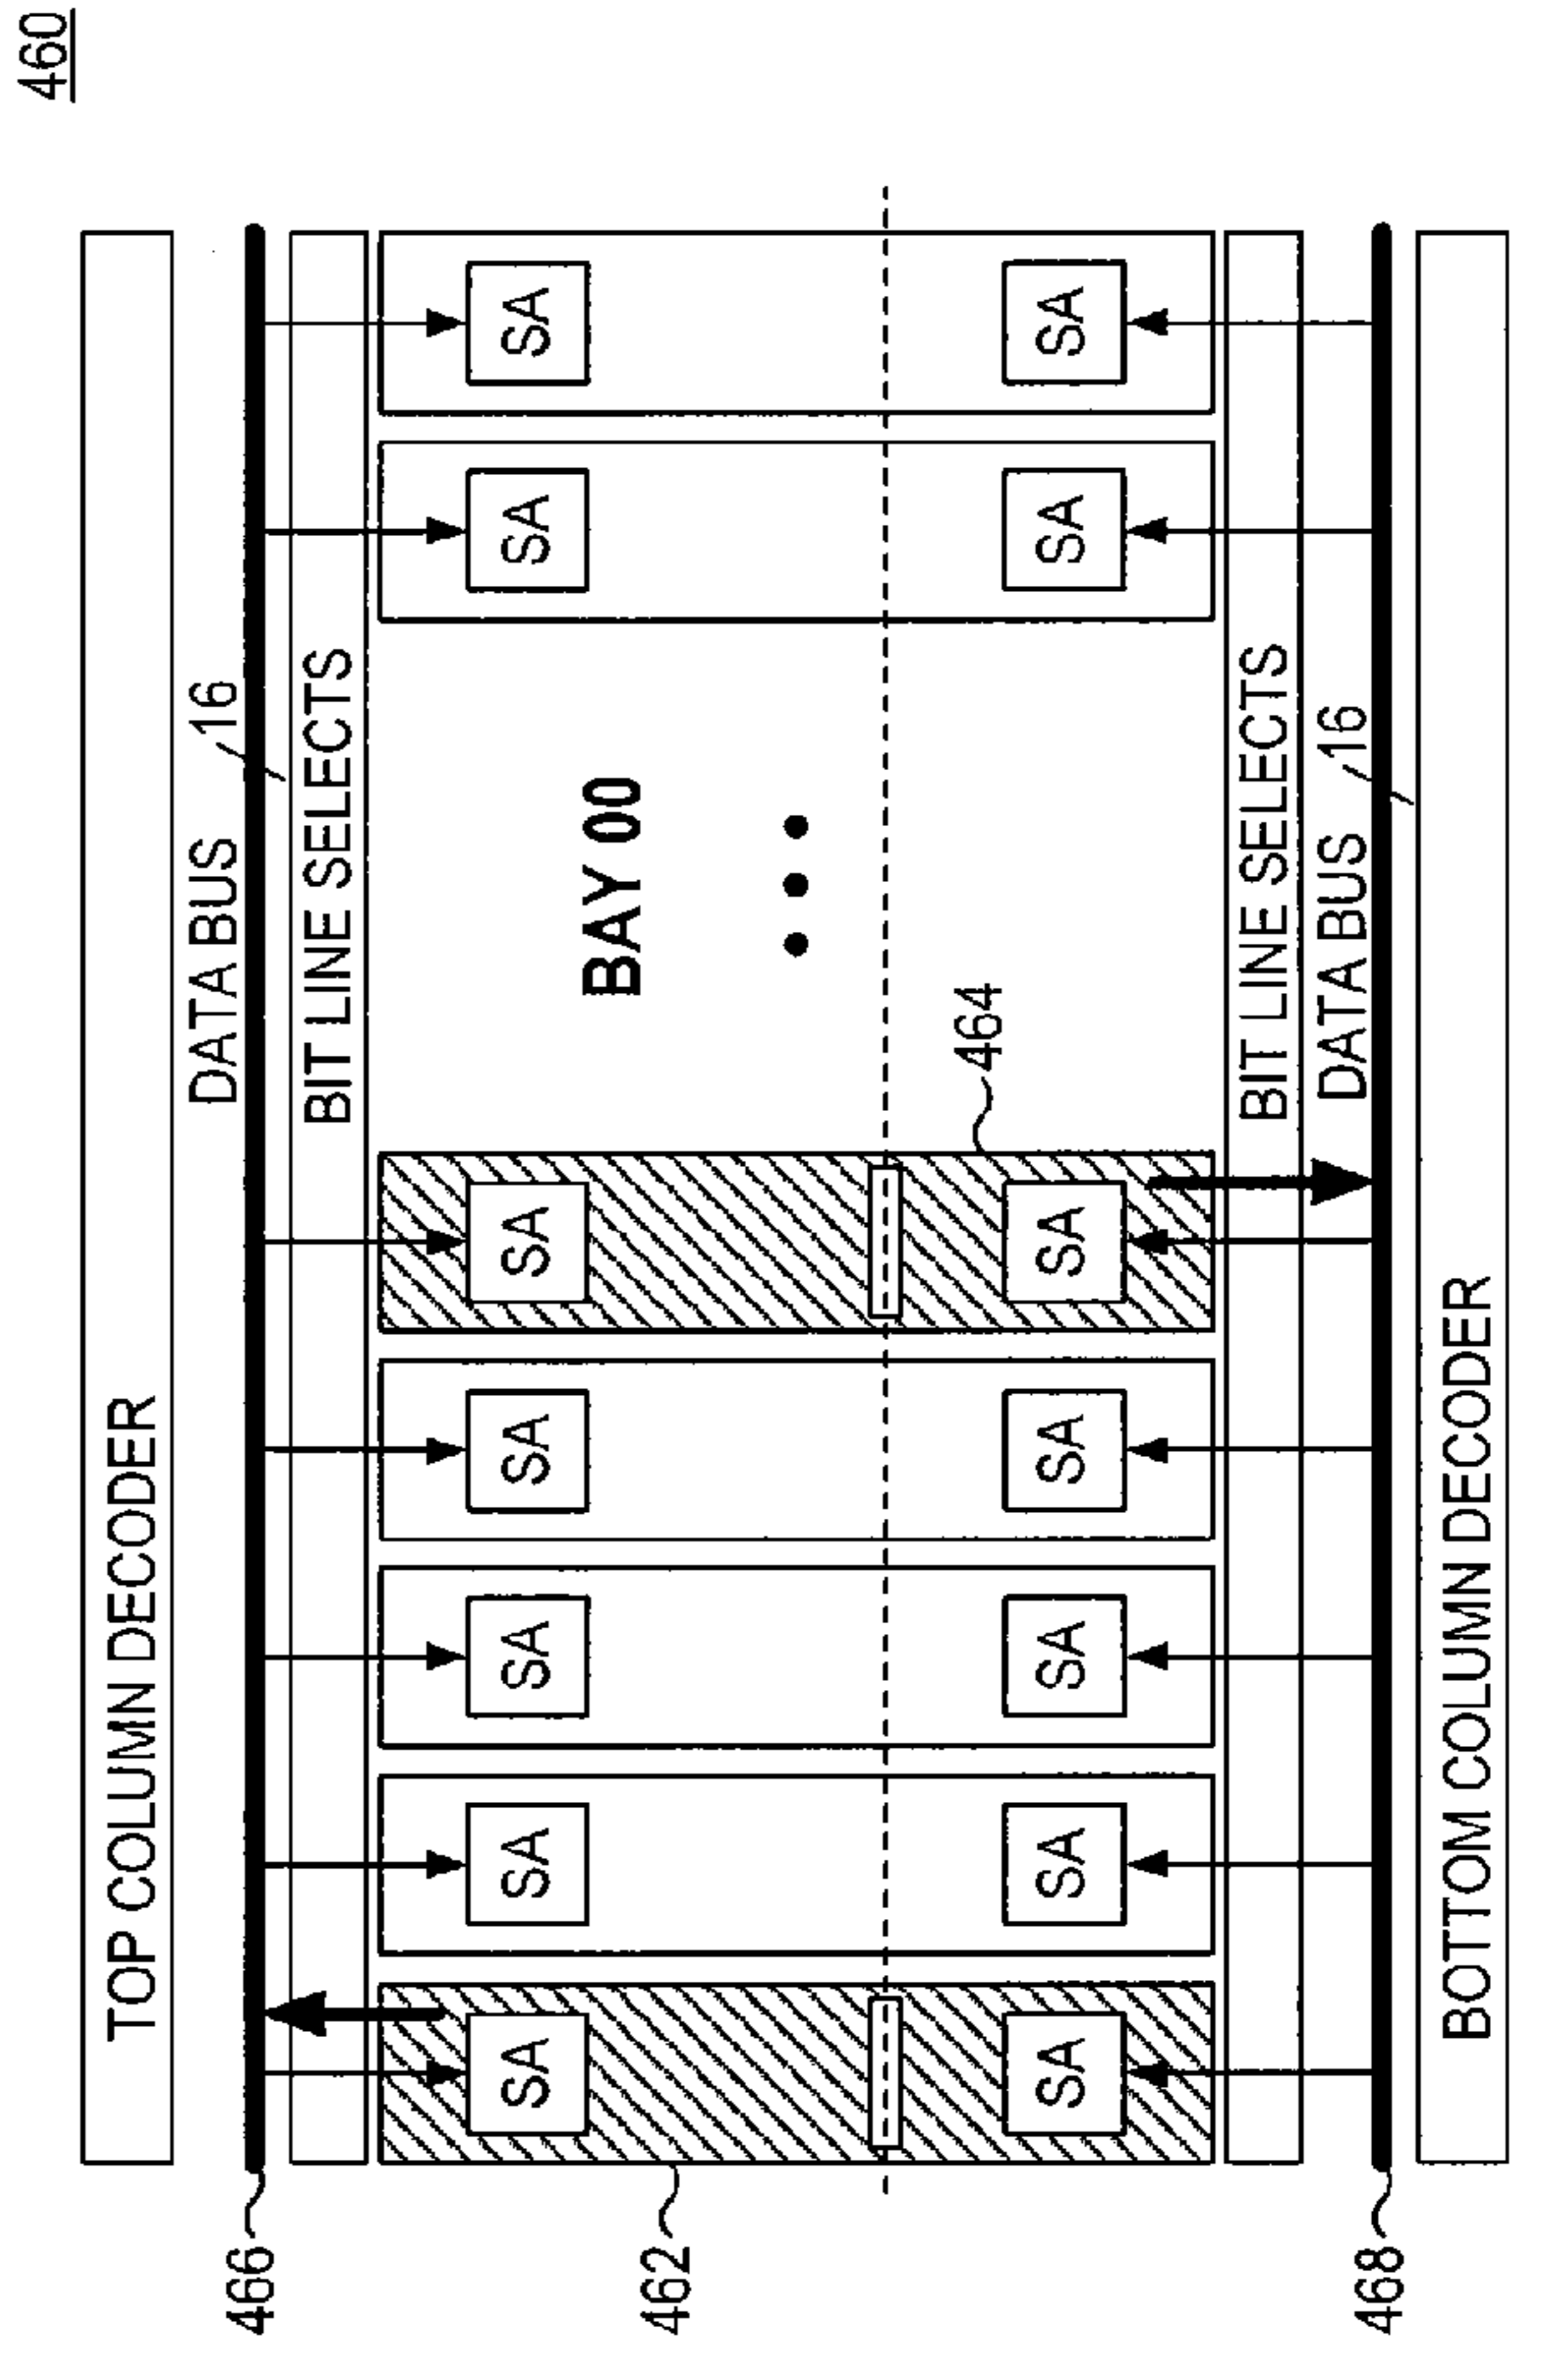 460
TOP COLUMN DECODER
DATA BUS 16
466
BIT LINE SELECTS
SA SA SA SA SA SA SA
BAY 00
462
464
SA SA SA SA SA SA SA
BIT LINE SELECTS
DATA BUS 16
468
BOTTOM COLUMN DECODER